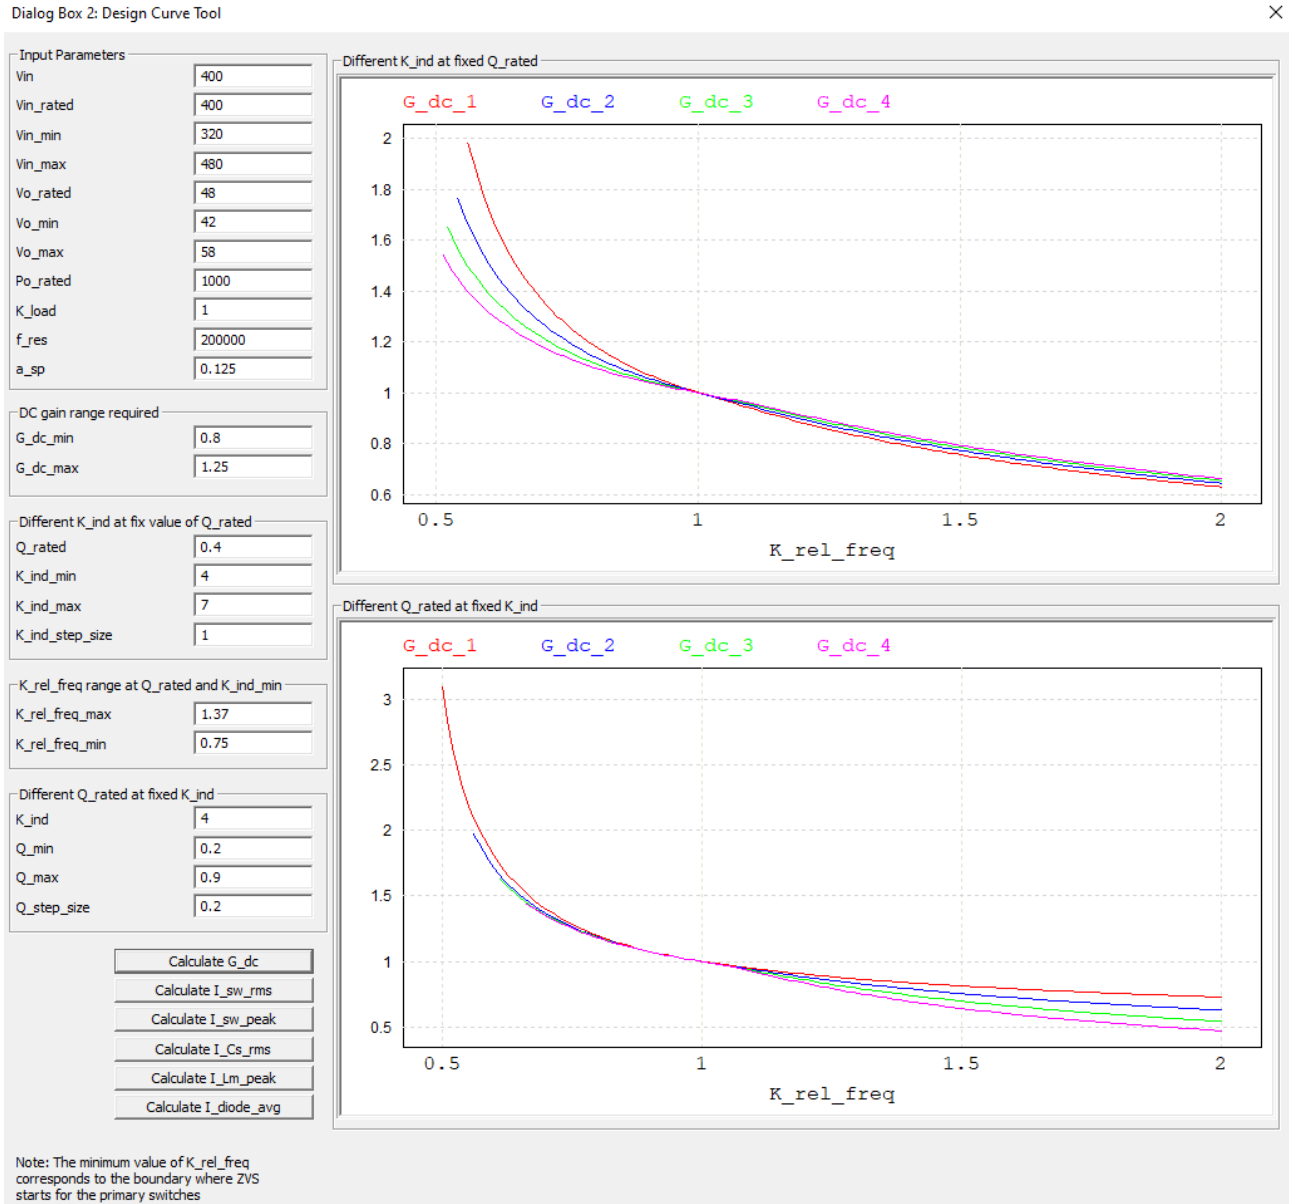 Dialog Box 2: Design Curve Tool
Input Parameters
Vin 400
Vin_rated 400
Vin_min 320
Vin_max 480
Vo_rated 48
Vo_min 42
Vo_max 58
Po_rated 1000
K_load 1
f_res 200000
a_sp 0.125
DC gain range required
G_dc_min 0.8
G_dc_max 1.25
Different K_ind at fix value of Q_rated
Q_rated 0.4
K_ind_min 4
K_ind_max 7
K_ind_step_size 1
K_rel_freq range at Q_rated and K_ind_min
K_rel_freq_max 1.37
K_rel_freq_min 0.75
Different Q_rated at fixed K_ind
K_ind 4
Q_min 0.2
Q_max 0.9
Q_step_size 0.2
Calculate G_dc
Calculate I_sw_rms
Calculate I_sw_peak
Calculate I_Cs_rms
Calculate I_Lm_peak
Calculate I_diode_avg
Note: The minimum value of K_rel_freq
corresponds to the boundary where ZVS
starts for the primary switches
Different K_ind at fixed Q_rated
G_dc_1 G_dc_2 G_dc_3 G_dc_4
2
1.8
1.6
1.4
1.2
1
0.8
0.6
0.5 1 1.5 2
K_rel_freq
Different Q_rated at fixed K_ind
G_dc_1 G_dc_2 G_dc_3 G_dc_4
3
2.5
2
1.5
1
0.5
0.5 1 1.5 2
K_rel_freq